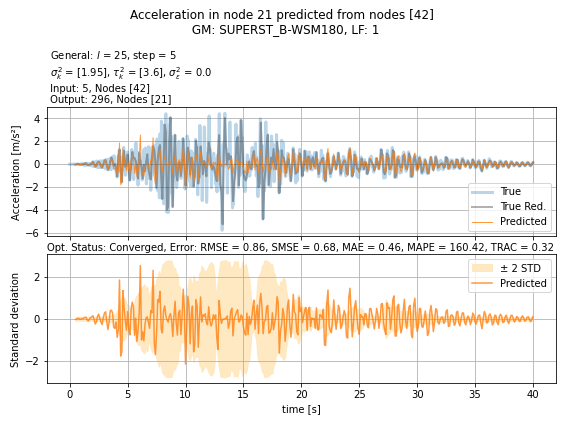 Acceleration in node 21 predicted from nodes [42]
GM: SUPERST_B-WSM180, LF: 1
General: l = 25, step = 5
σ²ₖ = [1.95], τ²ₖ = [3.6], σ²ε = 0.0
Input: 5, Nodes [42]
Output: 296, Nodes [21]
Acceleration [m/s²]
4
2
0
−2
−4
−6
True
True Red.
Predicted
Opt. Status: Converged, Error: RMSE = 0.86, SMSE = 0.68, MAE = 0.46, MAPE = 160.42, TRAC = 0.32
Standard deviation
2
0
−2
± 2 STD
Predicted
0 5 10 15 20 25 30 35 40
time [s]